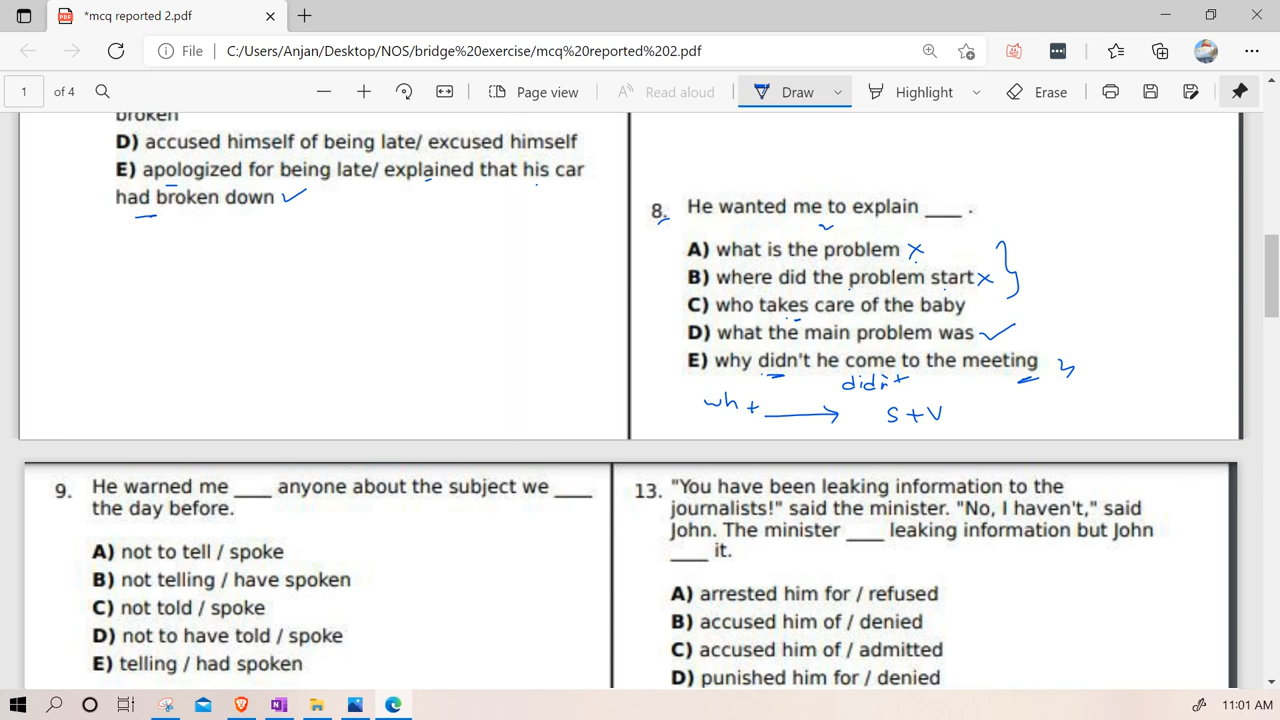 *mcq reported 2.pdf
File C:/Users/Anjan/Desktop/NOS/bridge%20exercise/mcq%20reported%202.pdf
1 of 4 Page view Read aloud Draw Highlight Erase
broken
D) accused himself of being late/ excused himself
E) apologized for being late/ explained that his car
had broken down
8. He wanted me to explain ____ .
A) what is the problem
B) where did the problem start
C) who takes care of the baby
D) what the main problem was
E) why didn't he come to the meeting
didn't
wh + S + V
9. He warned me ____ anyone about the subject we ____
the day before.
A) not to tell / spoke
B) not telling / have spoken
C) not told / spoke
D) not to have told / spoke
E) telling / had spoken
13. "You have been leaking information to the
journalists!" said the minister. "No, I haven't," said
John. The minister ____ leaking information but John
____ it.
A) arrested him for / refused
B) accused him of / denied
C) accused him of / admitted
D) punished him for / denied
11:01 AM